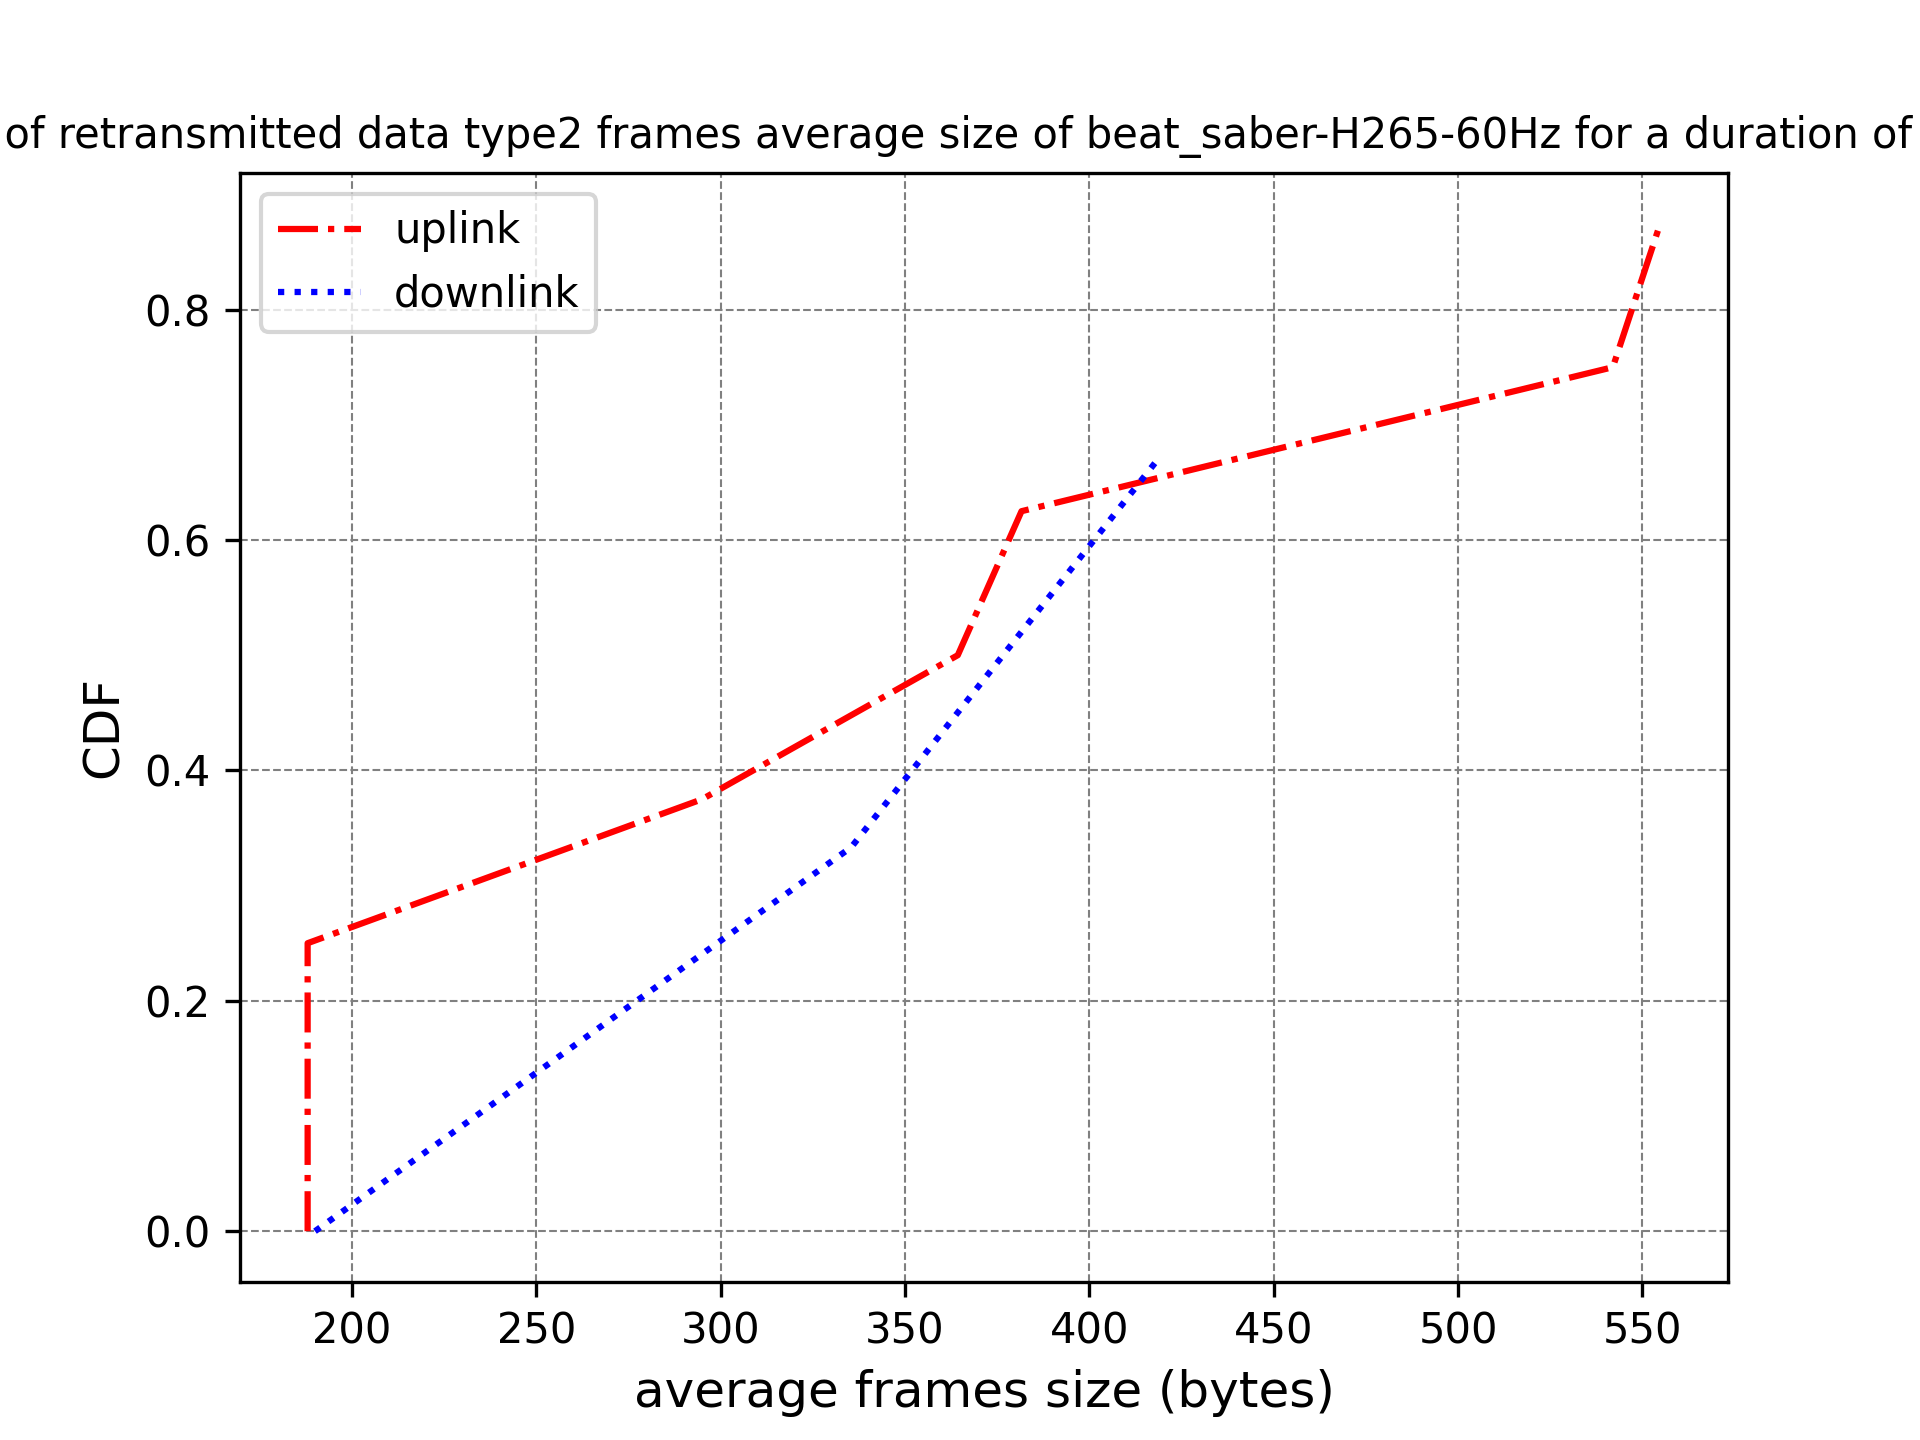 of retransmitted data type2 frames average size of beat_saber-H265-60Hz for a duration of
uplink
downlink
CDF
0.8
0.6
0.4
0.2
0.0
200 250 300 350 400 450 500 550
average frames size (bytes)